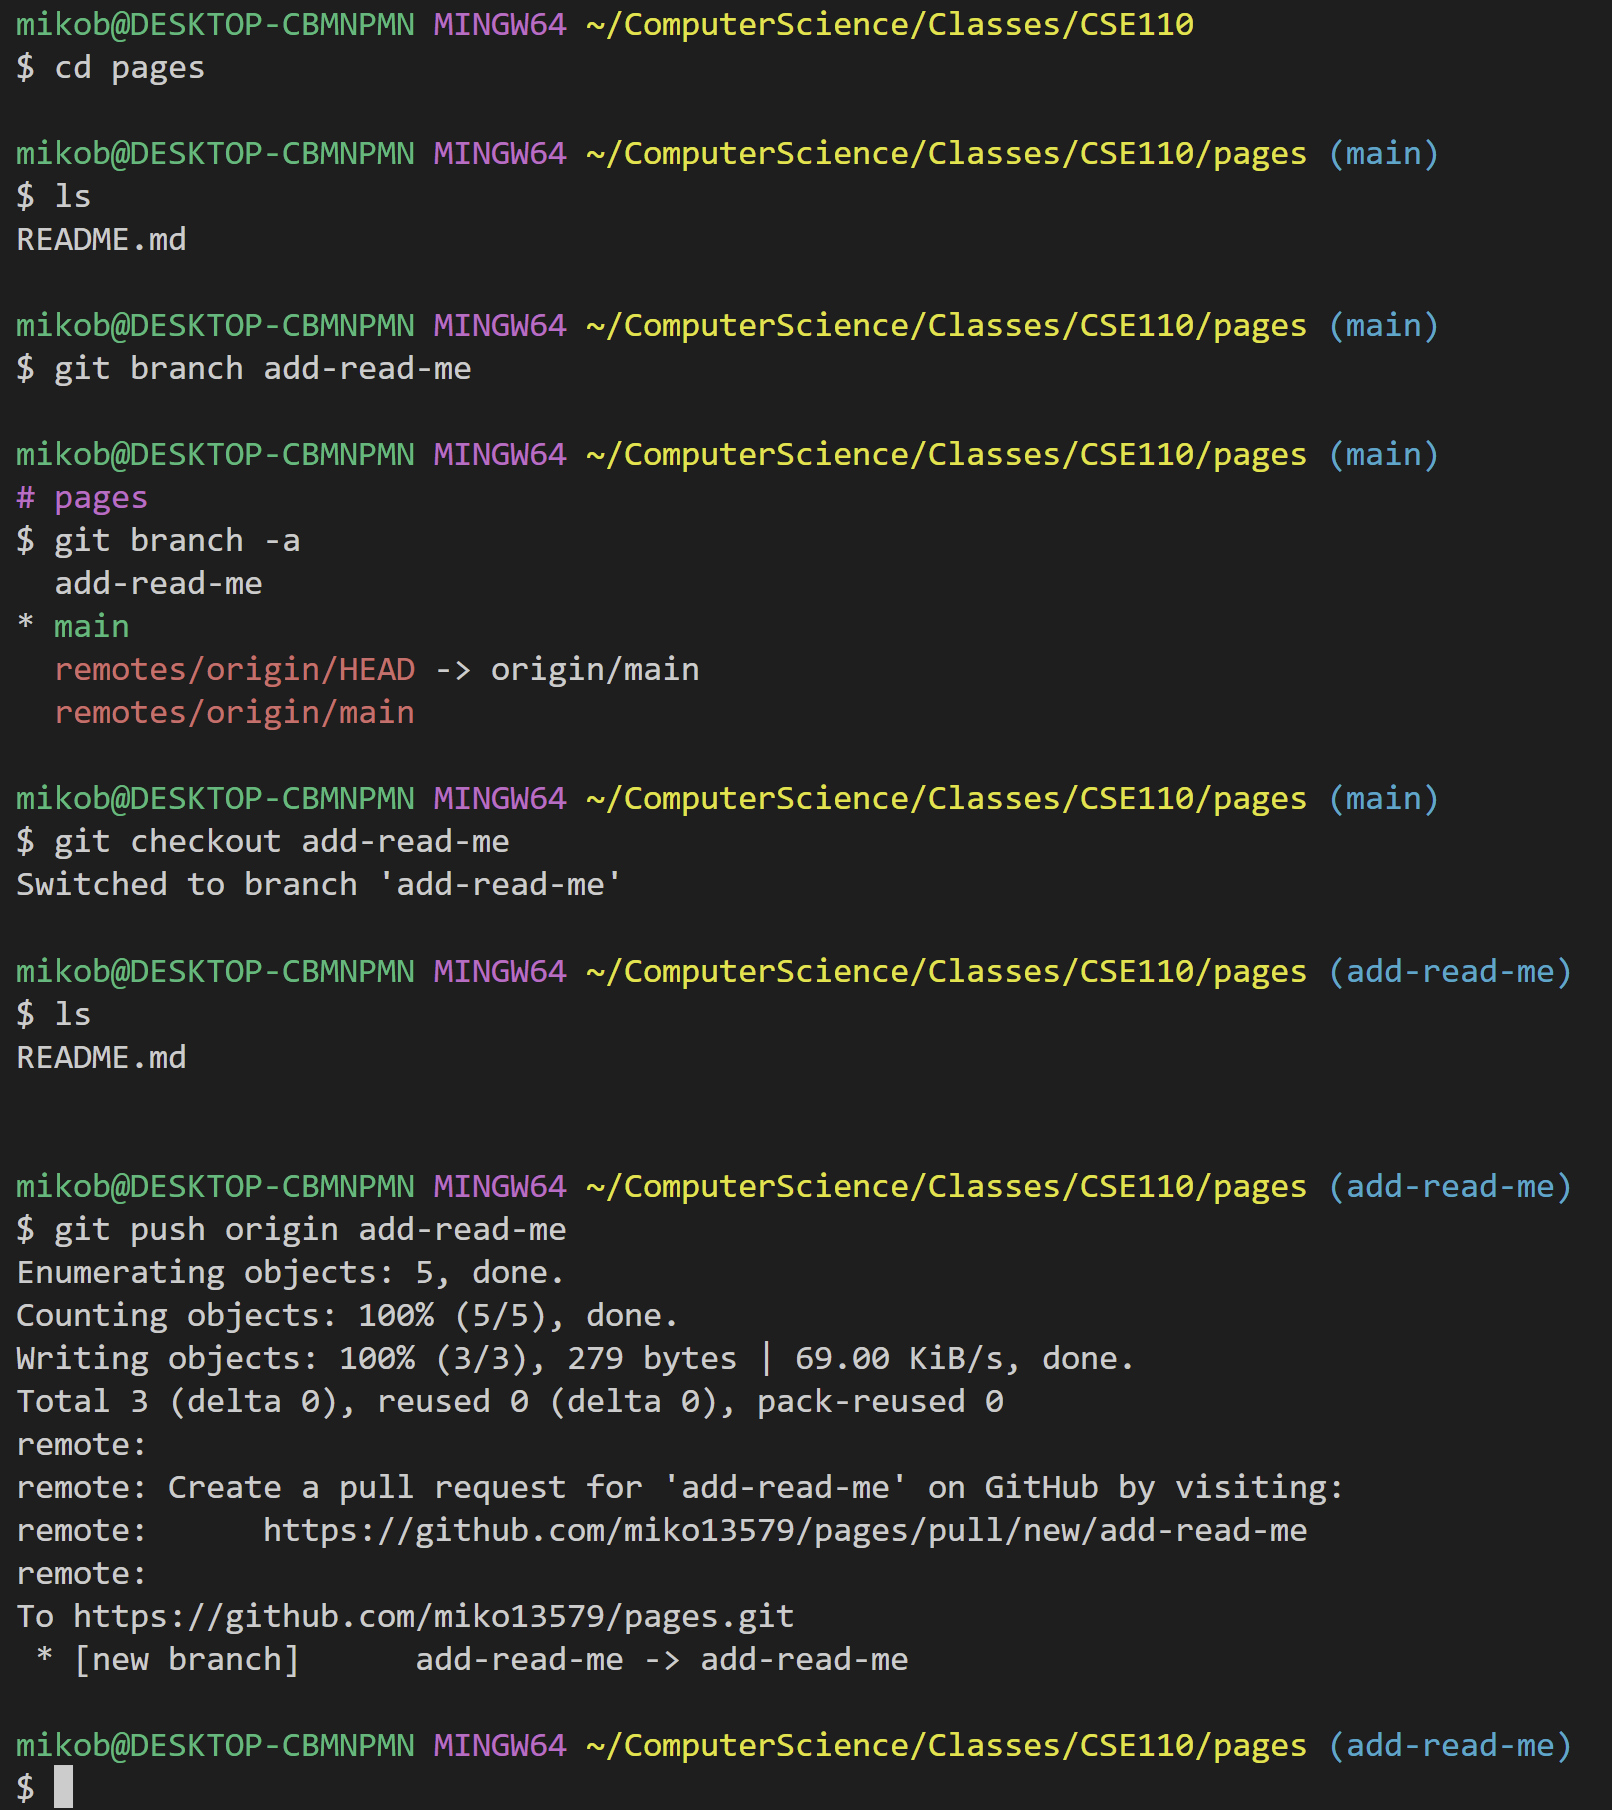 mikob@DESKTOP-CBMNPMN MINGW64 ~/ComputerScience/Classes/CSE110
$ cd pages
mikob@DESKTOP-CBMNPMN MINGW64 ~/ComputerScience/Classes/CSE110/pages (main)
$ ls
README.md
mikob@DESKTOP-CBMNPMN MINGW64 ~/ComputerScience/Classes/CSE110/pages (main)
$ git branch add-read-me
mikob@DESKTOP-CBMNPMN MINGW64 ~/ComputerScience/Classes/CSE110/pages (main)
# pages
$ git branch -a
  add-read-me
* main
  remotes/origin/HEAD -> origin/main
  remotes/origin/main
mikob@DESKTOP-CBMNPMN MINGW64 ~/ComputerScience/Classes/CSE110/pages (main)
$ git checkout add-read-me
Switched to branch 'add-read-me'
mikob@DESKTOP-CBMNPMN MINGW64 ~/ComputerScience/Classes/CSE110/pages (add-read-me)
$ ls
README.md
mikob@DESKTOP-CBMNPMN MINGW64 ~/ComputerScience/Classes/CSE110/pages (add-read-me)
$ git push origin add-read-me
Enumerating objects: 5, done.
Counting objects: 100% (5/5), done.
Writing objects: 100% (3/3), 279 bytes | 69.00 KiB/s, done.
Total 3 (delta 0), reused 0 (delta 0), pack-reused 0
remote:
remote: Create a pull request for 'add-read-me' on GitHub by visiting:
remote:      https://github.com/miko13579/pages/pull/new/add-read-me
remote:
To https://github.com/miko13579/pages.git
 * [new branch]      add-read-me -> add-read-me
mikob@DESKTOP-CBMNPMN MINGW64 ~/ComputerScience/Classes/CSE110/pages (add-read-me)
$